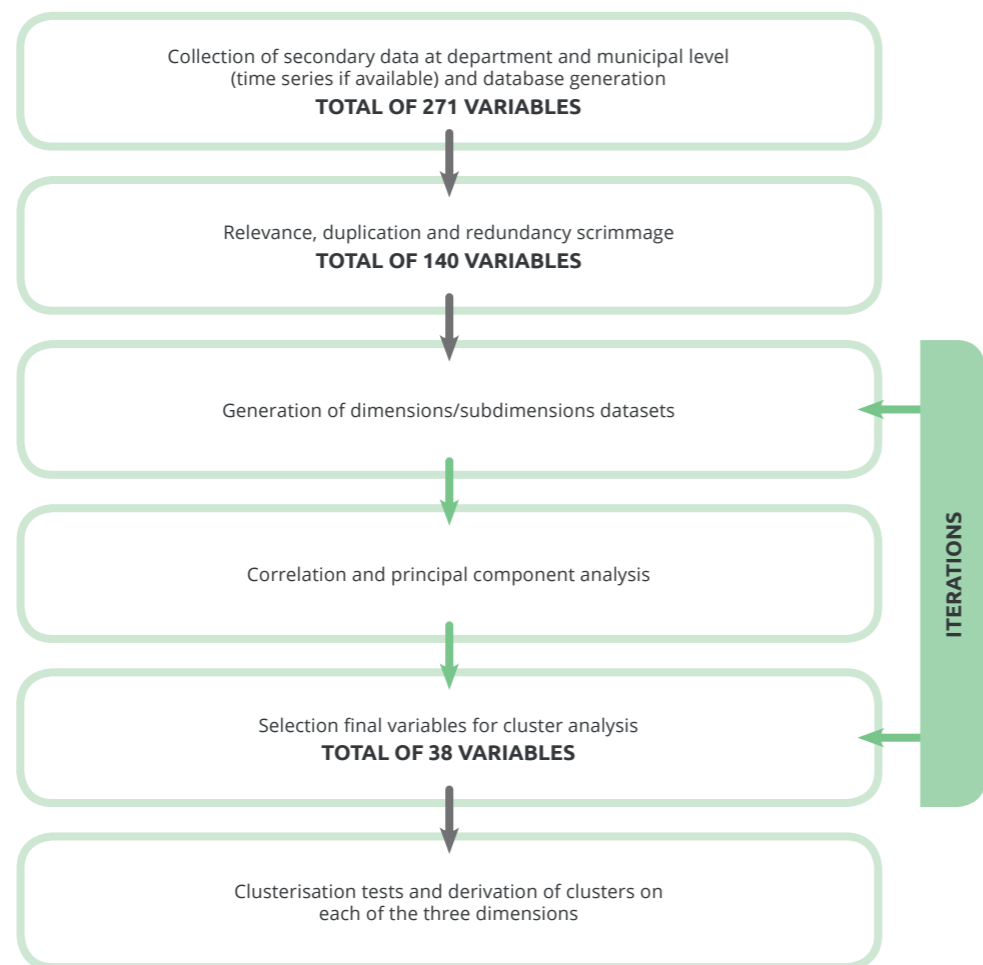 Collection of secondary data at department and municipal level
(time series if available) and database generation
TOTAL OF 271 VARIABLES
Relevance, duplication and redundancy scrimmage
TOTAL OF 140 VARIABLES
Generation of dimensions/subdimensions datasets
Correlation and principal component analysis
Selection final variables for cluster analysis
TOTAL OF 38 VARIABLES
Clusterisation tests and derivation of clusters on
each of the three dimensions
ITERATIONS